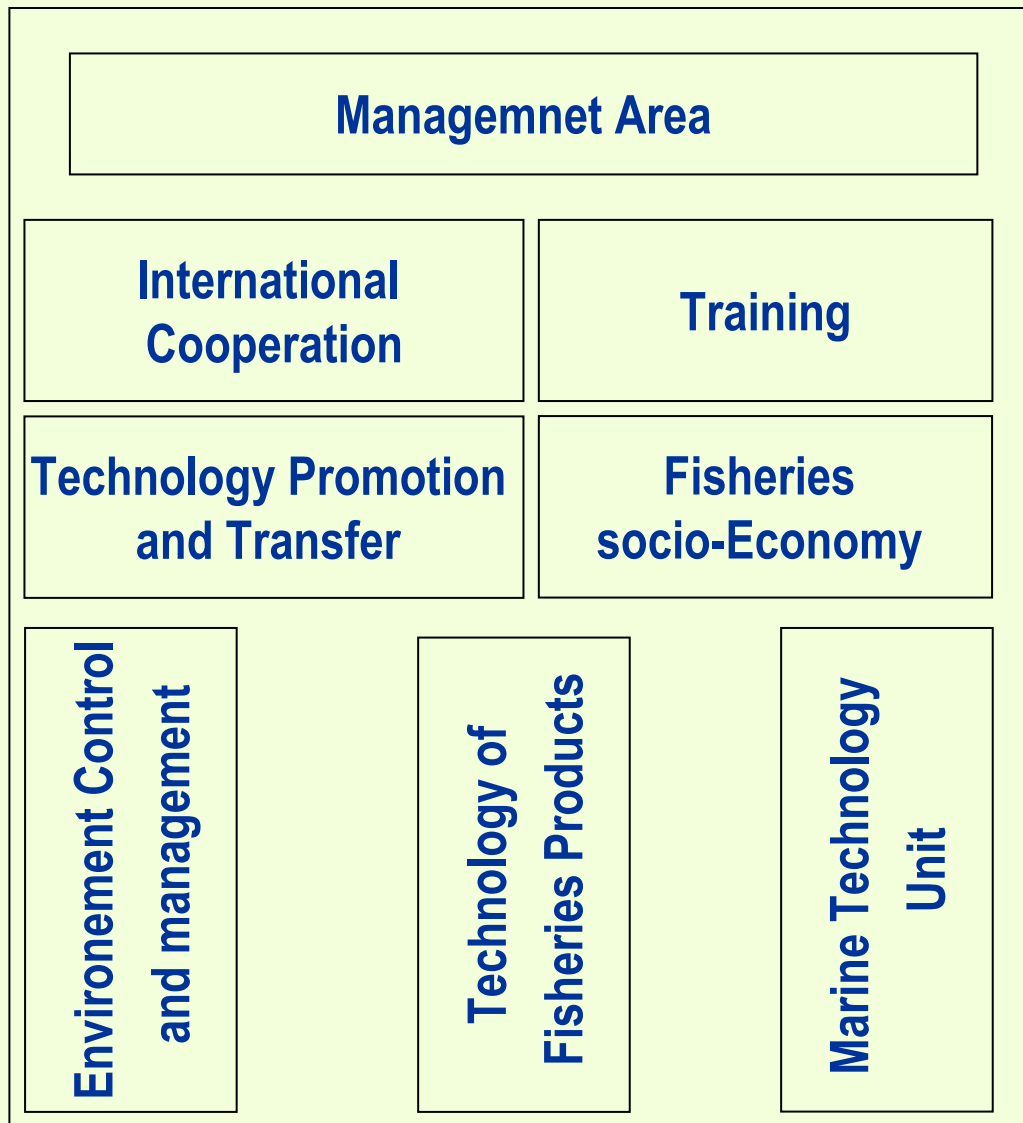 Managemnet Area
International
Cooperation
Training
Technology Promotion
and Transfer
Fisheries
socio-Economy
Environement Control
and management
Technology of
Fisheries Products
Marine Technology
Unit